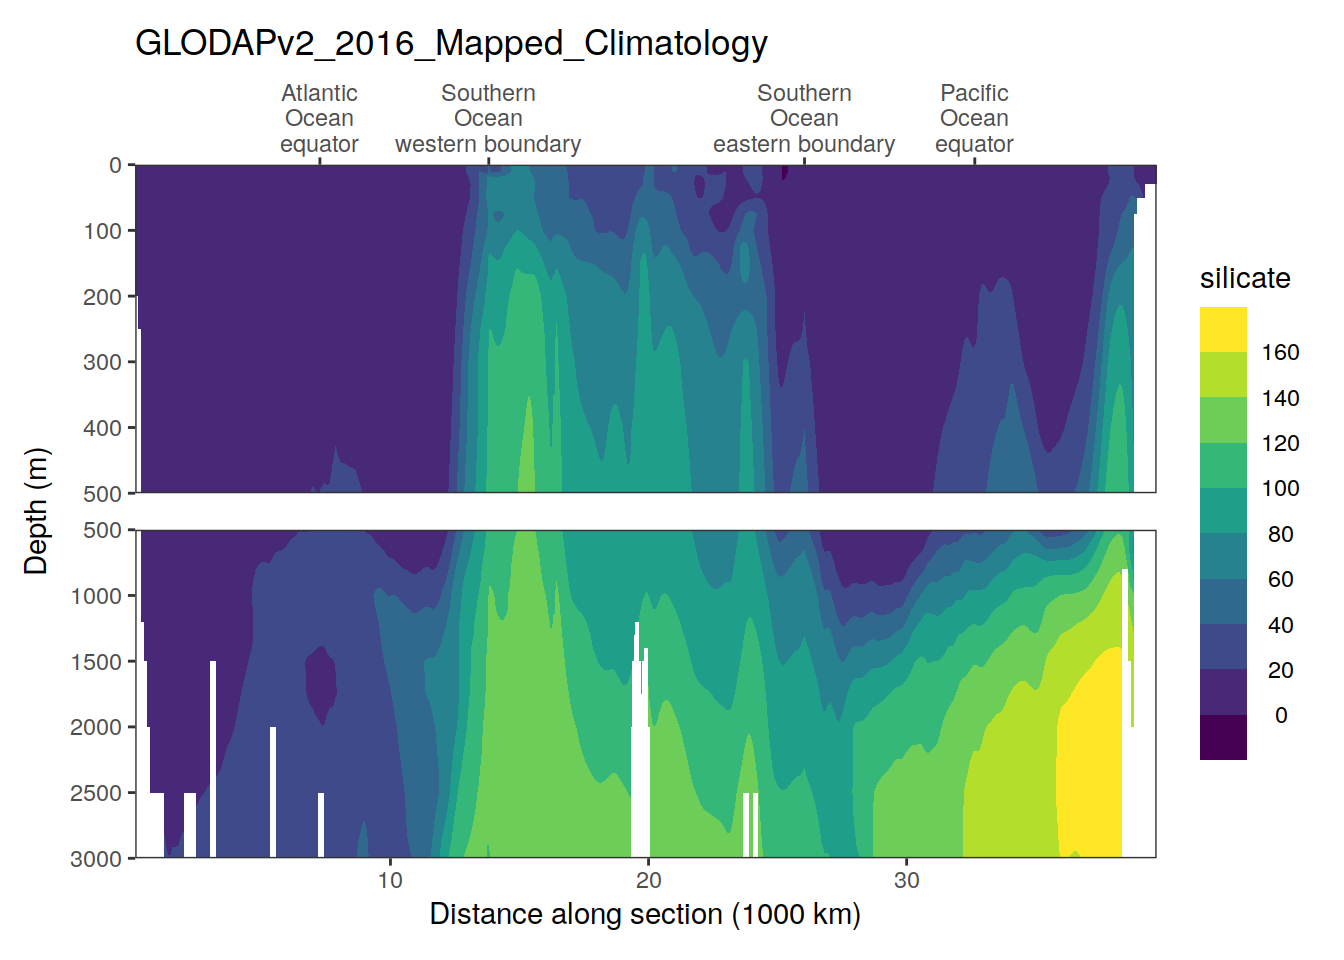 GLODAPv2_2016_Mapped_Climatology
Atlantic
Ocean
equator
Southern
Ocean
western boundary
Southern
Ocean
eastern boundary
Pacific
Ocean
equator
0
100
200
300
400
500
500
1000
1500
2000
2500
3000
Depth (m)
10
20
30
Distance along section (1000 km)
silicate
160
140
120
100
80
60
40
20
0